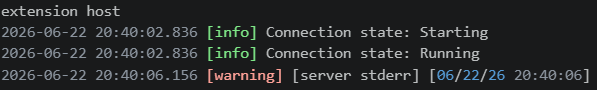 extension host
2026-06-22 20:40:02.836 [info] Connection state: Starting
2026-06-22 20:40:02.836 [info] Connection state: Running
2026-06-22 20:40:06.156 [warning] [server stderr] [06/22/26 20:40:06]